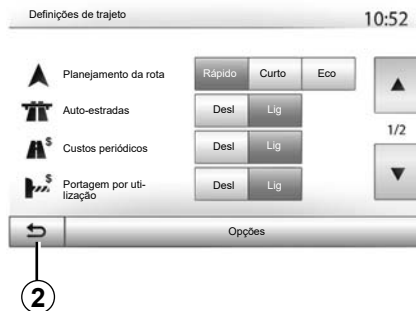 Definições de trajeto
10:52
Planejamento da rota
Rápido
Curto
Eco
Auto-estradas
Desl
Lig
$
Custos periódicos
Desl
Lig
1/2
$
Portagem por uti-
lização
Desl
Lig
Opções
2